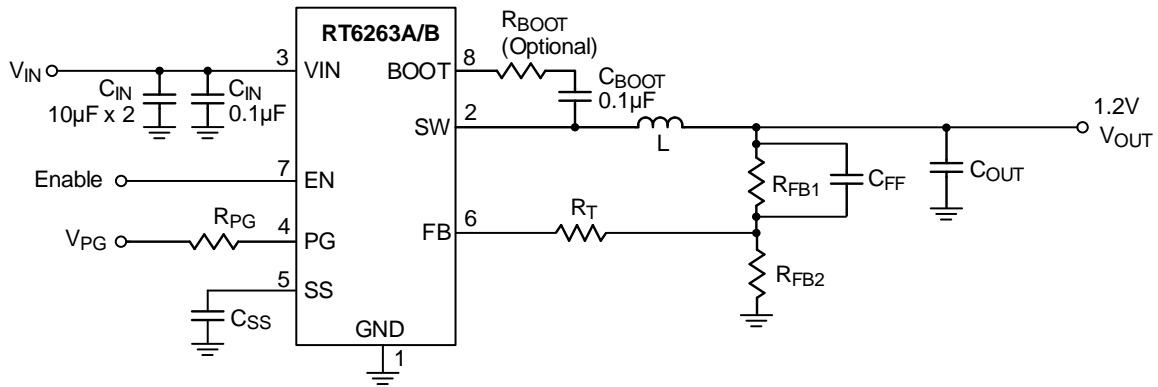 RT6263A/B
RBOOT
(Optional)
3
VIN
BOOT
8
VIN
CIN
10µF x 2
CIN
0.1µF
CBOOT
0.1µF
SW
2
L
1.2V
VOUT
7
Enable
EN
RFB1
CFF
COUT
RPG
VPG
4
PG
FB
6
RT
5
SS
CSS
RFB2
GND
1